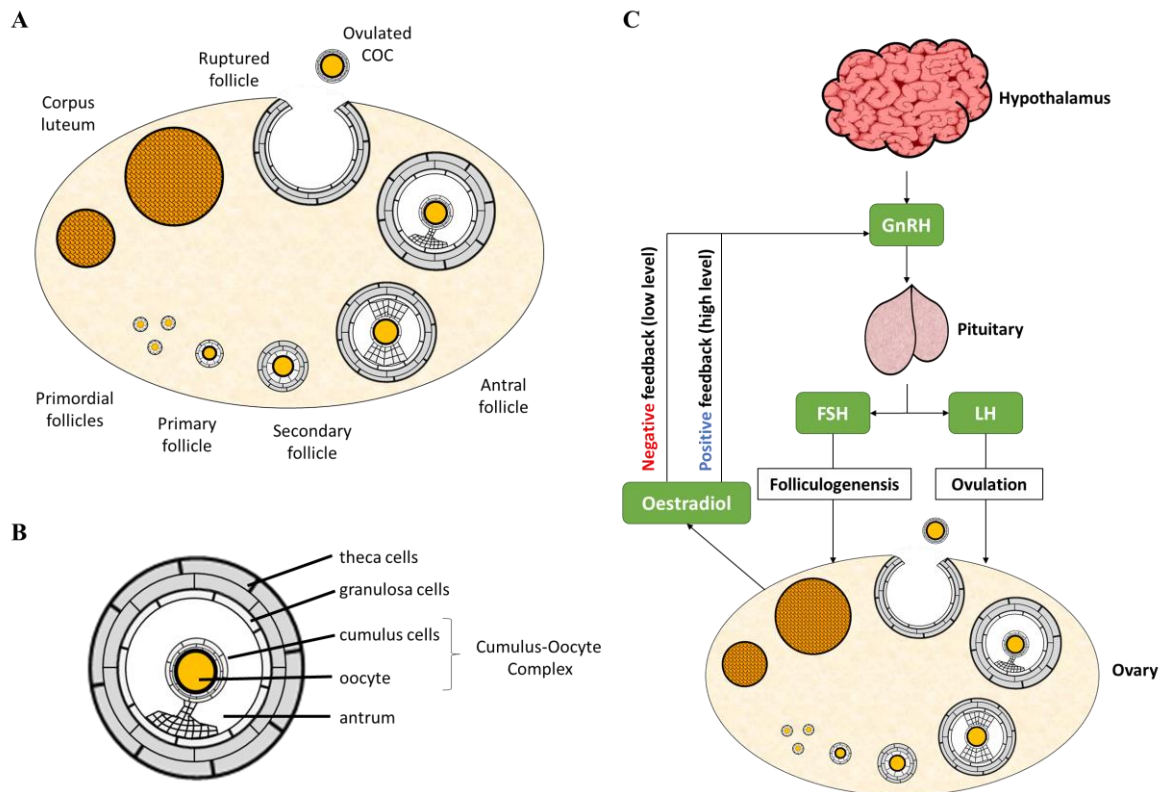 A
Ovulated
COC
Ruptured
follicle
Corpus
luteum
Primordial
follicles
Primary
follicle
Secondary
follicle
Antral
follicle
B
theca cells
granulosa cells
cumulus cells
oocyte
antrum
Cumulus-Oocyte
Complex
C
Hypothalamus
GnRH
Pituitary
Negative feedback (low level)
Positive feedback (high level)
FSH
LH
Folliculogenensis
Ovulation
Oestradiol
Ovary